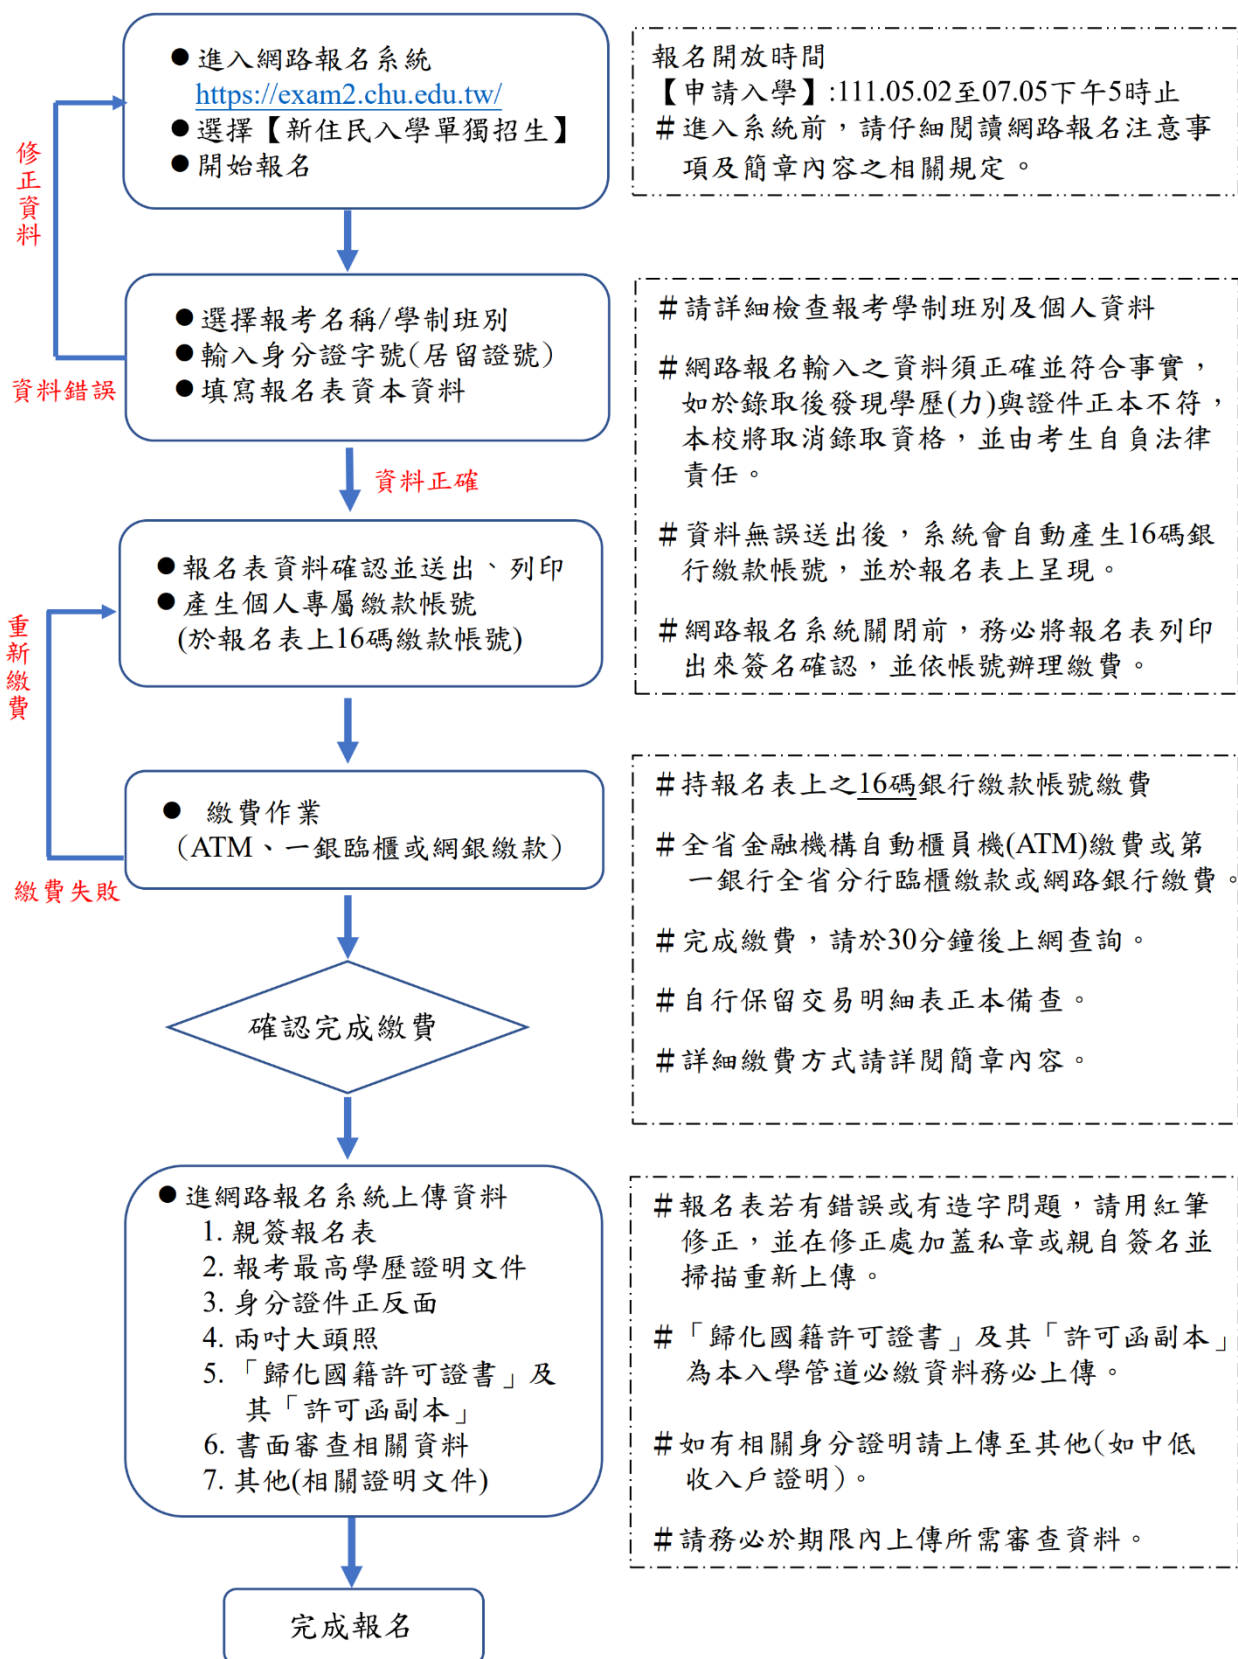 ● 進入網路報名系統
https://exam2.chu.edu.tw/
● 選擇【新住民入學單獨招生】
● 開始報名
報名開放時間
【申請入學】:111.05.02至07.05下午5時止
# 進入系統前，請仔細閱讀網路報名注意事
項及簡章內容之相關規定。
修正資料
● 選擇報考名稱/學制班別
● 輸入身分證字號(居留證號)
● 填寫報名表資本資料
資料錯誤
資料正確
# 請詳細檢查報考學制班別及個人資料
# 網路報名輸入之資料須正確並符合事實，
如於錄取後發現學歷(力)與證件正本不符，
本校將取消錄取資格，並由考生自負法律
責任。
# 資料無誤送出後，系統會自動產生16碼銀
行繳款帳號，並於報名表上呈現。
# 網路報名系統關閉前，務必將報名表列印
出來簽名確認，並依帳號辦理繳費。
● 報名表資料確認並送出、列印
● 產生個人專屬繳款帳號
(於報名表上16碼繳款帳號)
重新繳費
● 繳費作業
（ATM、一銀臨櫃或網銀繳款）
繳費失敗
# 持報名表上之16碼銀行繳款帳號繳費
# 全省金融機構自動櫃員機(ATM)繳費或第
一銀行全省分行臨櫃繳款或網路銀行繳費。
# 完成繳費，請於30分鐘後上網查詢。
# 自行保留交易明細表正本備查。
# 詳細繳費方式請詳閱簡章內容。
確認完成繳費
● 進網路報名系統上傳資料
1. 親簽報名表
2. 報考最高學歷證明文件
3. 身分證件正反面
4. 兩吋大頭照
5. 「歸化國籍許可證書」及
其「許可函副本」
6. 書面審查相關資料
7. 其他(相關證明文件)
# 報名表若有錯誤或有造字問題，請用紅筆
修正，並在修正處加蓋私章或親自簽名並
掃描重新上傳。
# 「歸化國籍許可證書」及其「許可函副本」
為本入學管道必繳資料務必上傳。
# 如有相關身分證明請上傳至其他(如中低
收入戶證明)。
# 請務必於期限內上傳所需審查資料。
完成報名